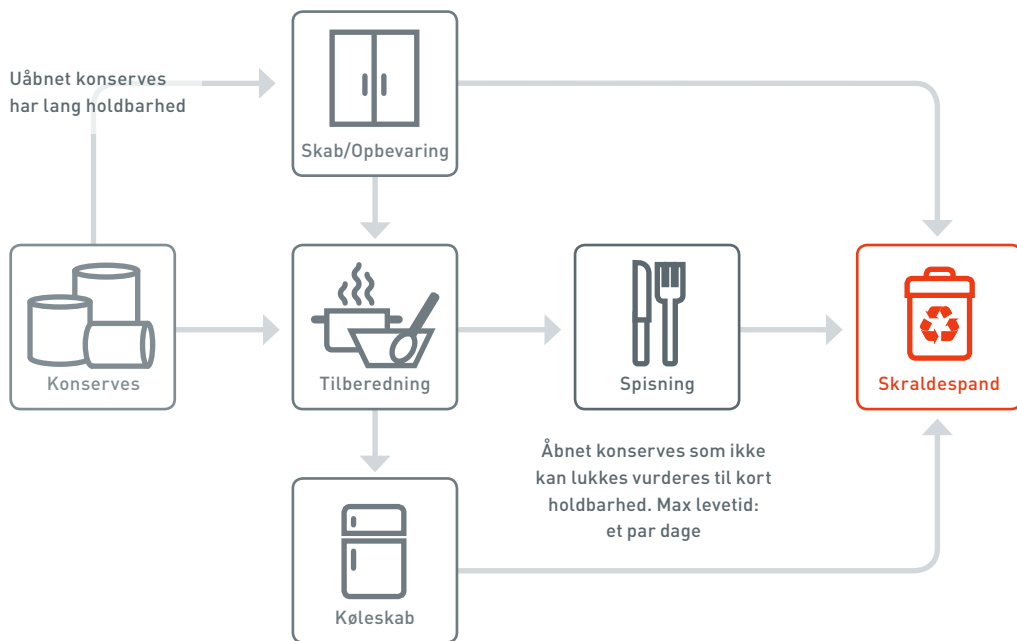 Uåbnet konserves
har lang holdbarhed
Skab/Opbevaring
Konserves
Tilberedning
Spisning
Skraldespand
Åbnet konserves som ikke
kan lukkes vurderes til kort
holdbarhed. Max levetid:
et par dage
Køleskab